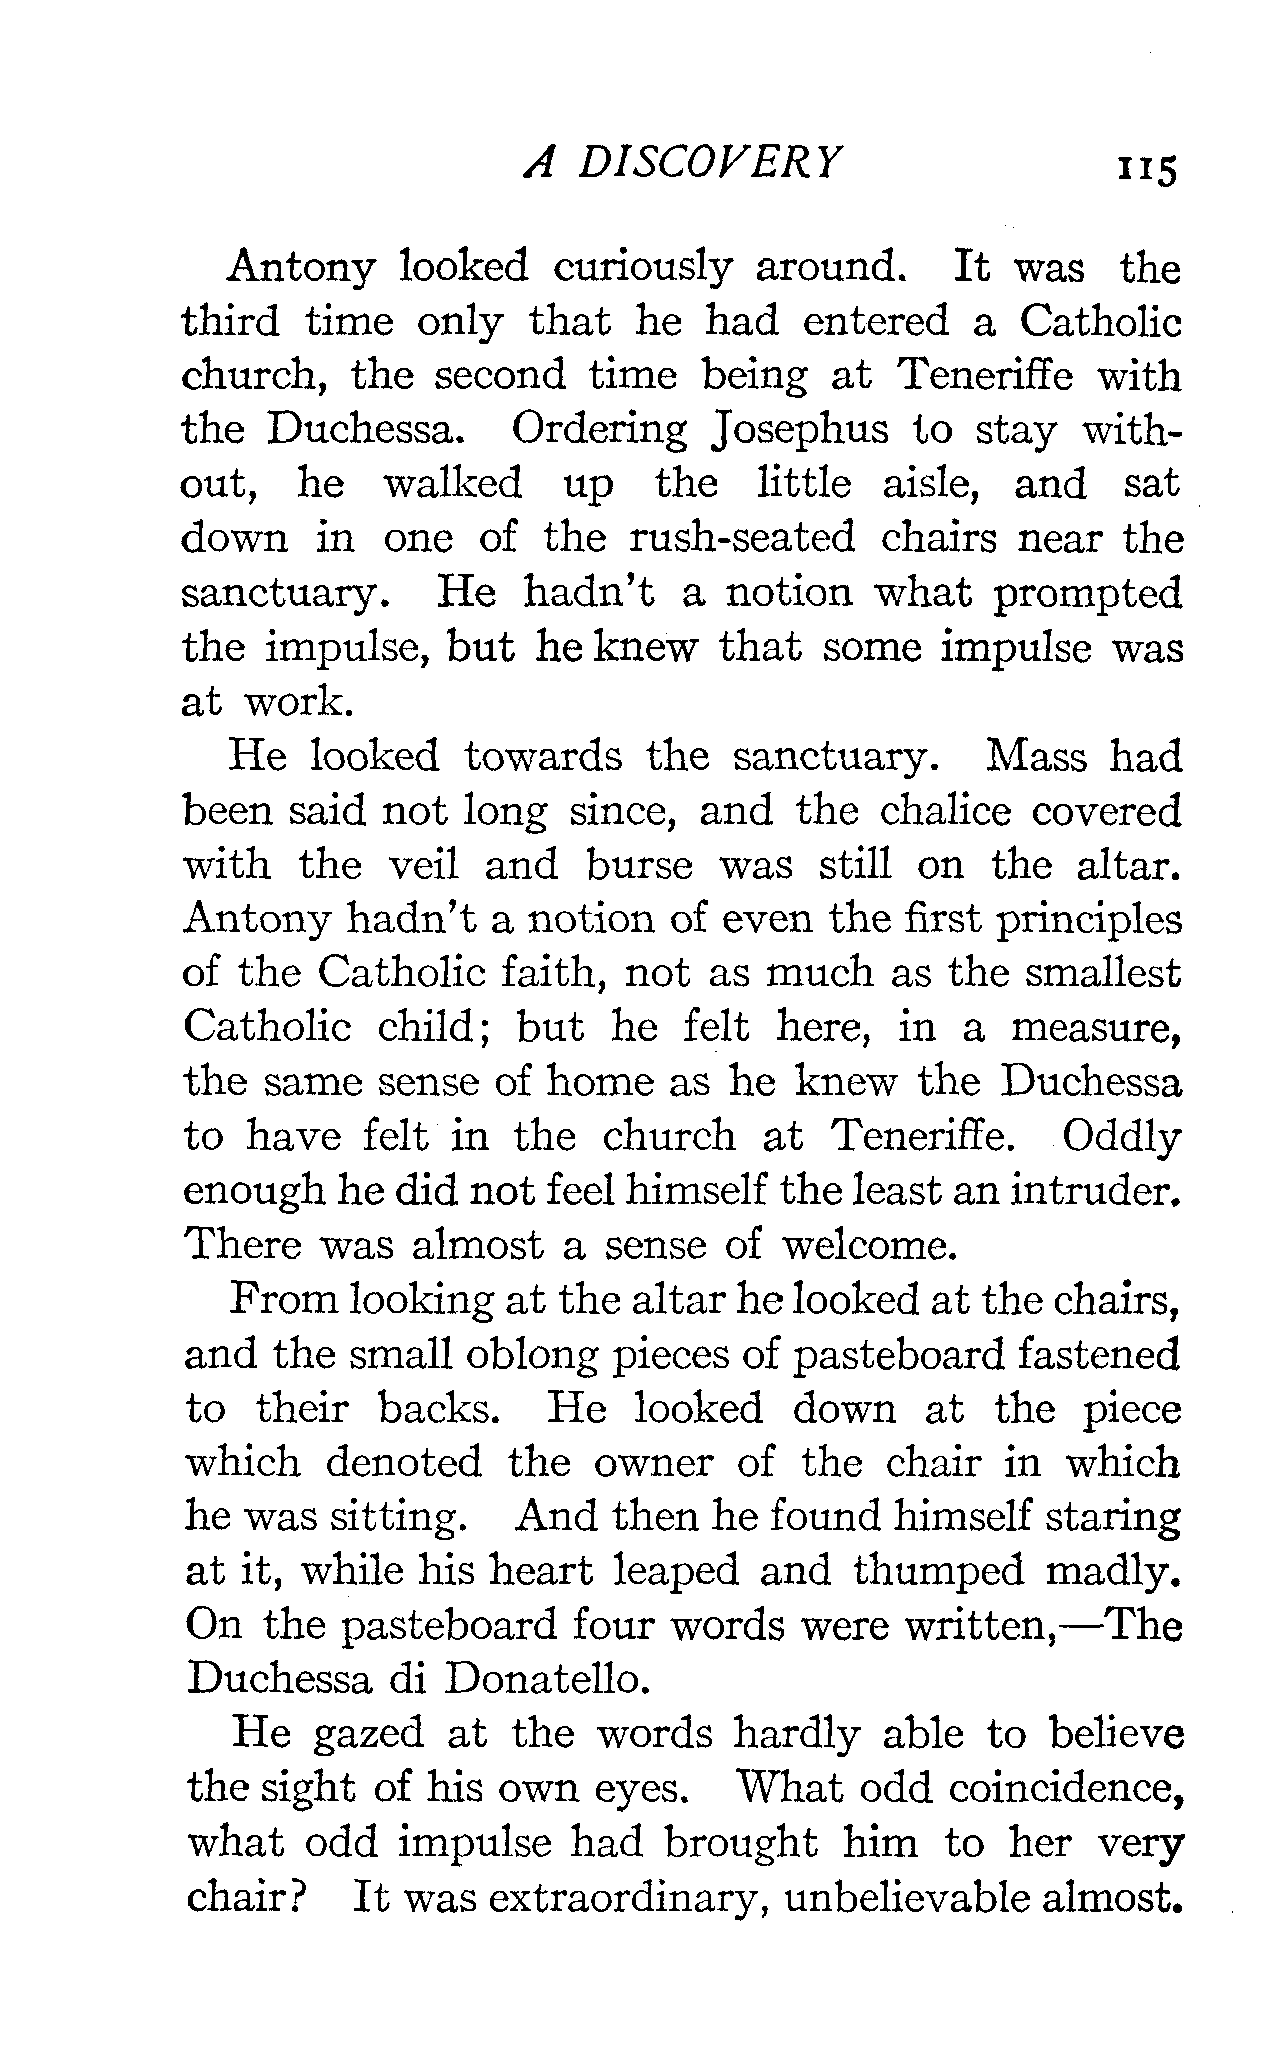 A DISCOVERY 115
Antony looked curiously around. It was the
third time only that he had entered a Catholic
church, the second time being at Teneriffe with
the Duchessa. Ordering Josephus to stay with-
out, he walked up the little aisle, and sat
down in one of the rush-seated chairs near the
sanctuary. He hadn't a notion what prompted
the impulse, but he knew that some impulse was
at work.
He looked towards the sanctuary. Mass had
been said not long since, and the chalice covered
with the veil and burse was still on the altar.
Antony hadn't a notion of even the first principles
of the Catholic faith, not as much as the smallest
Catholic child; but he felt here, in a measure,
the same sense of home as he knew the Duchessa
to have felt in the church at Teneriffe. Oddly
enough he did not feel himself the least an intruder.
There was almost a sense of welcome.
From looking at the altar he looked at the chairs,
and the small oblong pieces of pasteboard fastened
to their backs. He looked down at the piece
which denoted the owner of the chair in which
he was sitting. And then he found himself staring
at it, while his heart leaped and thumped madly.
On the pasteboard four words were written,—The
Duchessa di Donatello.
He gazed at the words hardly able to believe
the sight of his own eyes. What odd coincidence,
what odd impulse had brought him to her very
chair? It was extraordinary, unbelievable almost.